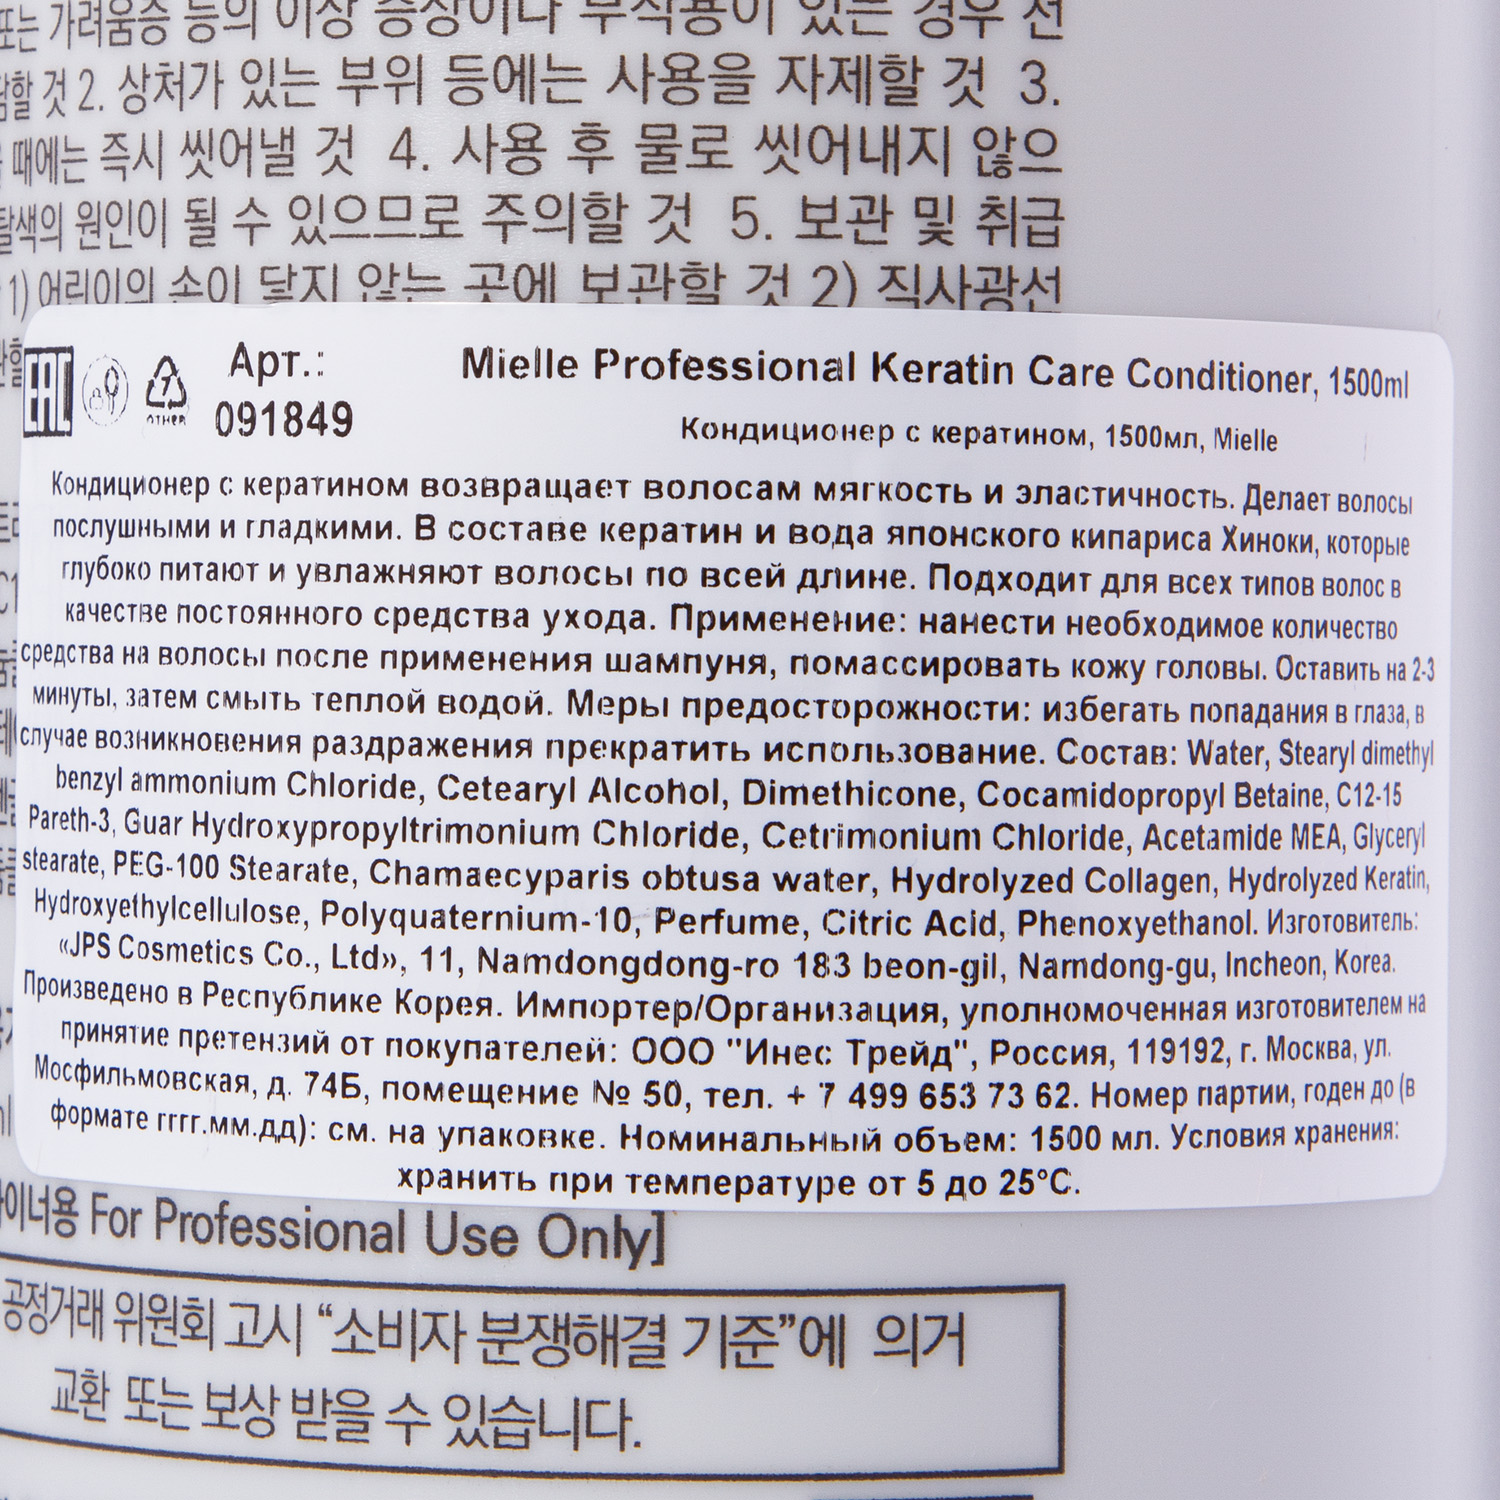 또는 가려움증 등의 이상 증상이나 부작용이 있는 경우 전
할 것 2. 상처가 있는 부위 등에는 사용을 자제할 것 3.
때에는 즉시 씻어낼 것 4. 사용 후 물로 씻어내지 않으
탈색의 원인이 될 수 있으므로 주의할 것 5. 보관 및 취급
1) 어린이의 손이 닿지 않는 곳에 보관할 것 2) 직사광선
EAC
7
OTHER
Арт.:
091849
Mielle Professional Keratin Care Conditioner, 1500ml
Кондиционер с кератином, 1500мл, Mielle
Кондиционер с кератином возвращает волосам мягкость и эластичность. Делает волосы
послушными и гладкими. В составе кератин и вода японского кипариса Хиноки, которые
глубоко питают и увлажняют волосы по всей длине. Подходит для всех типов волос в
качестве постоянного средства ухода. Применение: нанести необходимое количество
средства на волосы после применения шампуня, помассировать кожу головы. Оставить на 2-3
минуты, затем смыть теплой водой. Меры предосторожности: избегать попадания в глаза, в
случае возникновения раздражения прекратить использование. Состав: Water, Stearyl dimethyl
benzyl ammonium Chloride, Cetearyl Alcohol, Dimethicone, Cocamidopropyl Betaine, C12-15
Pareth-3, Guar Hydroxypropyltrimonium Chloride, Cetrimonium Chloride, Acetamide MEA, Glyceryl
stearate, PEG-100 Stearate, Chamaecyparis obtusa water, Hydrolyzed Collagen, Hydrolyzed Keratin,
Hydroxyethylcellulose, Polyquaternium-10, Perfume, Citric Acid, Phenoxyethanol. Изготовитель:
«JPS Cosmetics Co., Ltd», 11, Namdongdong-ro 183 beon-gil, Namdong-gu, Incheon, Korea.
Произведено в Республике Корея. Импортер/Организация, уполномоченная изготовителем на
принятие претензий от покупателей: ООО "Инес Трейд", Россия, 119192, г. Москва, ул.
Мосфильмовская, д. 74Б, помещение № 50, тел. + 7 499 653 73 62. Номер партии, годен до (в
формате гггг.мм.дд): см. на упаковке. Номинальный объем: 1500 мл. Условия хранения:
хранить при температуре от 5 до 25°С.
이너용 For Professional Use Only]
공정거래 위원회 고시 “소비자 분쟁해결 기준”에 의거
교환 또는 보상 받을 수 있습니다.